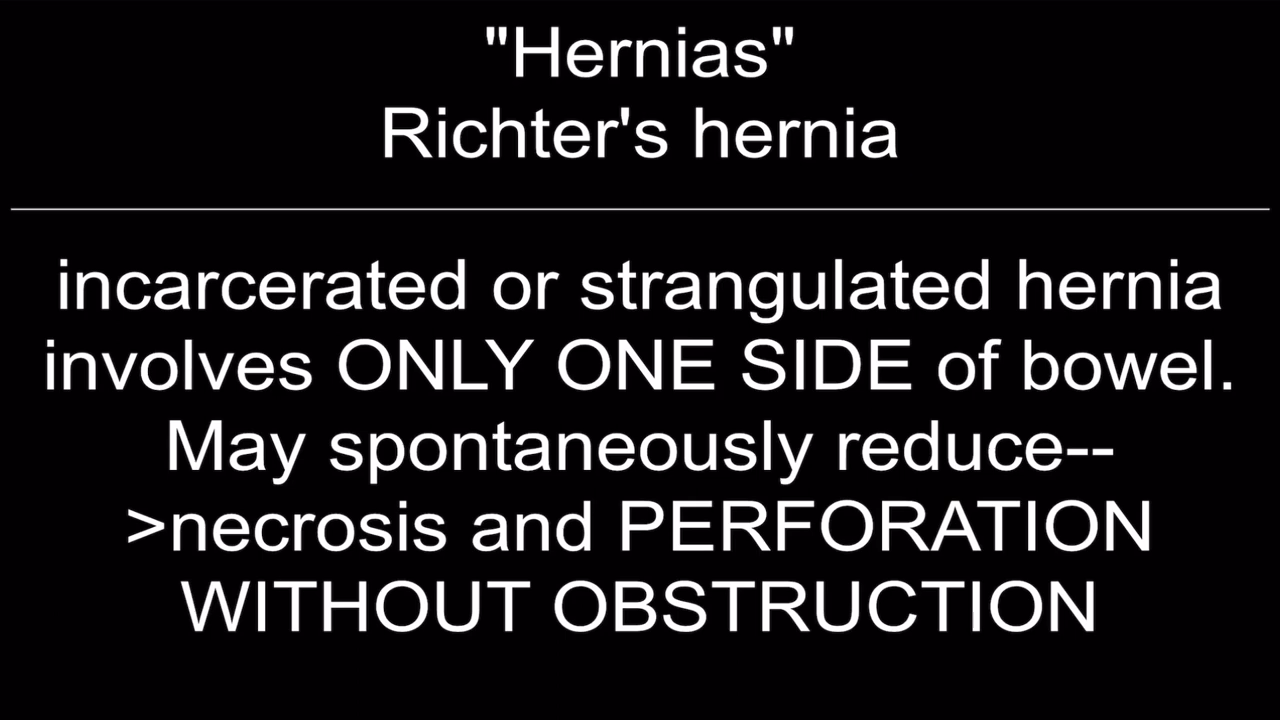 "Hernias"
Richter's hernia
incarcerated or strangulated hernia
involves ONLY ONE SIDE of bowel.
May spontaneously reduce--
>necrosis and PERFORATION
WITHOUT OBSTRUCTION